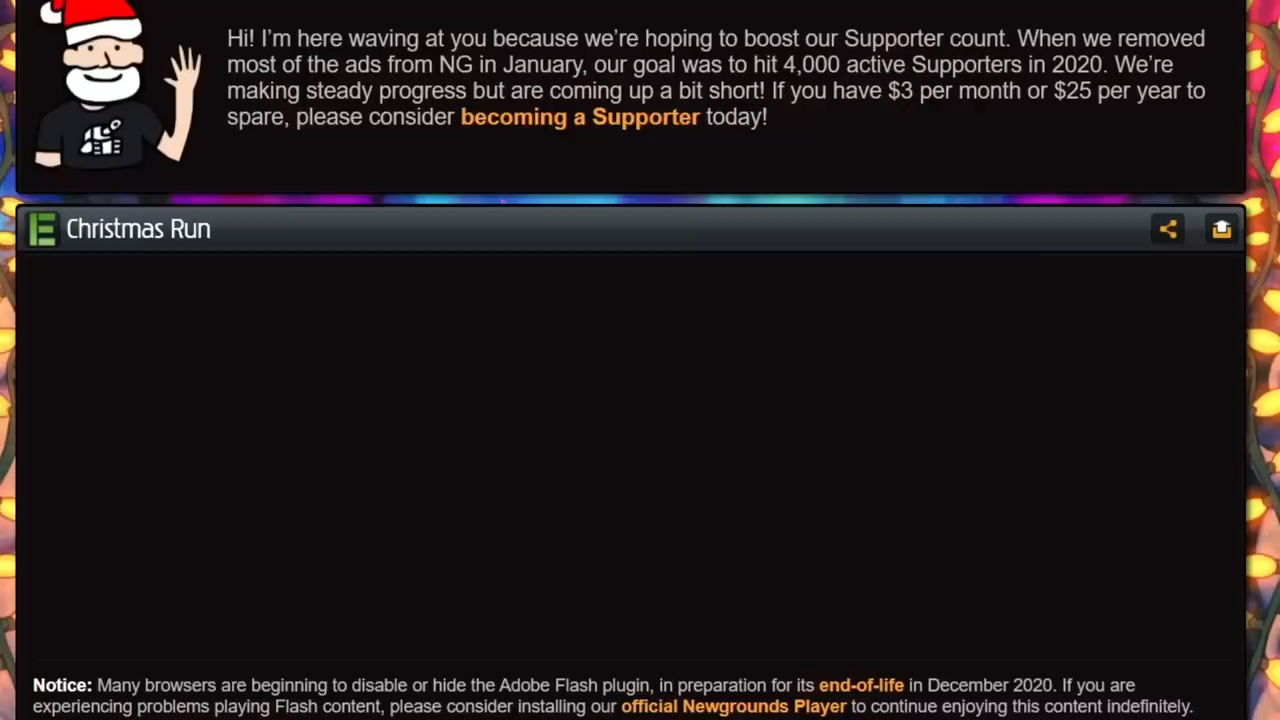 Hi! I'm here waving at you because we're hoping to boost our Supporter count. When we removed
most of the ads from NG in January, our goal was to hit 4,000 active Supporters in 2020. We're
making steady progress but are coming up a bit short! If you have $3 per month or $25 per year to
spare, please consider becoming a Supporter today!
E Christmas Run
Notice: Many browsers are beginning to disable or hide the Adobe Flash plugin, in preparation for its end-of-life in December 2020. If you are
experiencing problems playing Flash content, please consider installing our official Newgrounds Player to continue enjoying this content indefinitely.